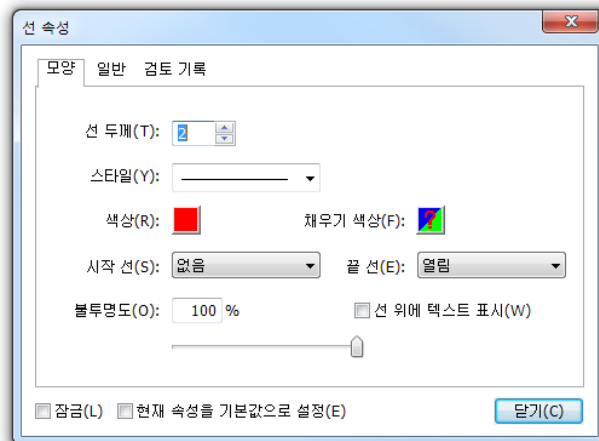 선 속성
모양 일반 검토 기록
선 두께(T): 2
스타일(Y):
색상(R): 채우기 색상(F): ?
시작 선(S): 없음 끝 선(E): 열림
불투명도(O): 100 % 선 위에 텍스트 표시(W)
잠금(L) 현재 속성을 기본값으로 설정(E) 닫기(C)